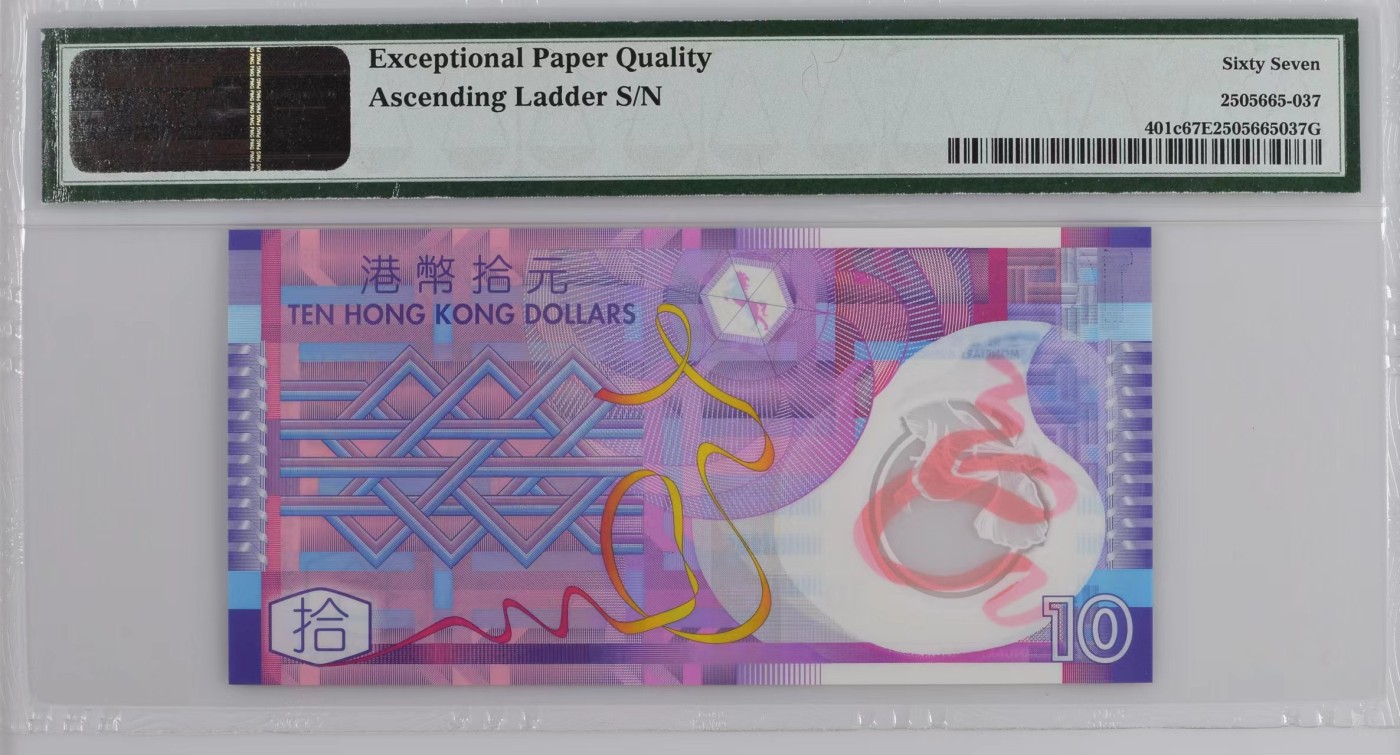 Exceptional Paper Quality
Ascending Ladder S/N
Sixty Seven
2505665-037
401c67E2505665037G
港幣拾元
TEN HONG KONG DOLLARS
拾
10